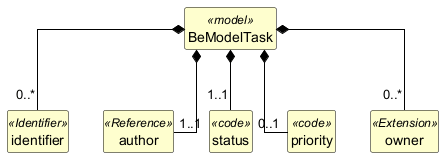 «model»
BeModelTask
0..*
1..1
1..1
0..1
0..*
«Identifier»
identifier
«Reference»
author
«code»
status
«code»
priority
«Extension»
owner